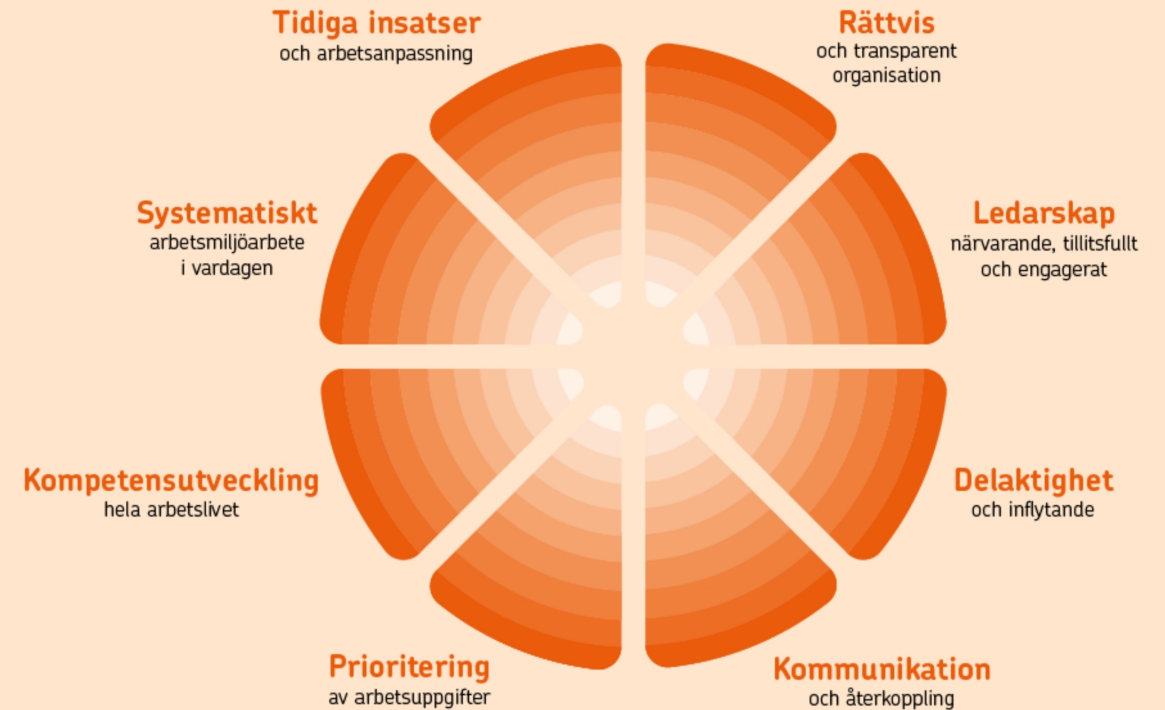 Tidiga insatser
och arbetsanpassning
Rättvis
och transparent
organisation
Systematiskt
arbetsmiljöarbete
i vardagen
Ledarskap
närvarande, tillitsfullt
och engagerat
Kompetensutveckling
hela arbetslivet
Delaktighet
och inflytande
Prioritering
av arbetsuppgifter
Kommunikation
och återkoppling